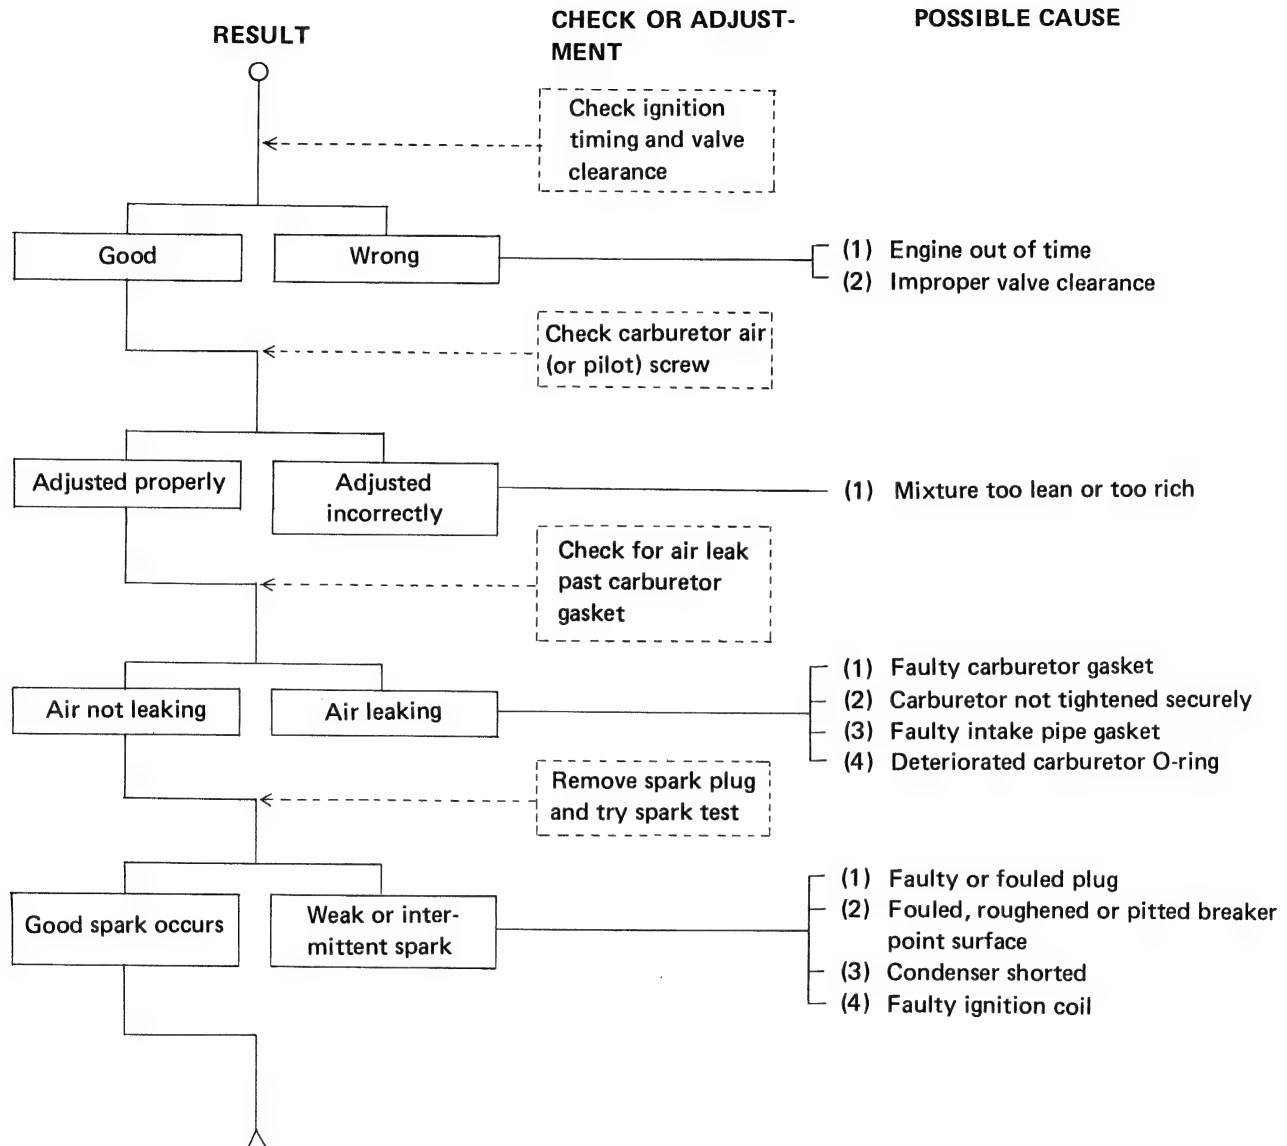 RESULT
CHECK OR ADJUST-
MENT
POSSIBLE CAUSE
Check ignition
timing and valve
clearance
Good
Wrong
(1) Engine out of time
(2) Improper valve clearance
Check carburetor air
(or pilot) screw
Adjusted properly
Adjusted
incorrectly
(1) Mixture too lean or too rich
Check for air leak
past carburetor
gasket
Air not leaking
Air leaking
(1) Faulty carburetor gasket
(2) Carburetor not tightened securely
(3) Faulty intake pipe gasket
(4) Deteriorated carburetor O-ring
Remove spark plug
and try spark test
Good spark occurs
Weak or inter-
mittent spark
(1) Faulty or fouled plug
(2) Fouled, roughened or pitted breaker
point surface
(3) Condenser shorted
(4) Faulty ignition coil